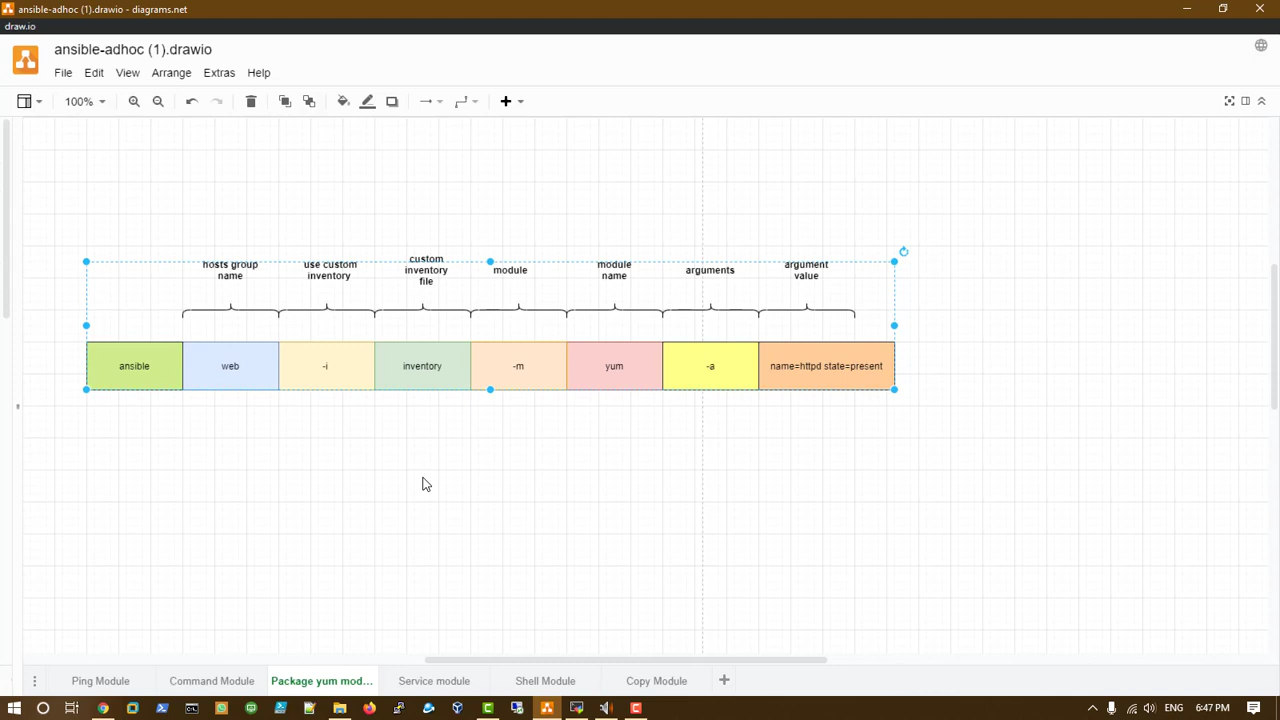 ansible-adhoc (1).drawio - diagrams.net
draw.io
ansible-adhoc (1).drawio
File Edit View Arrange Extras Help
100%
hosts group
name
use custom
inventory
custom
inventory
file
module
module
name
arguments
argument
value
ansible web -i inventory -m yum -a name=httpd state=present
Ping Module Command Module Package yum mod... Service module Shell Module Copy Module
ENG 6:47 PM